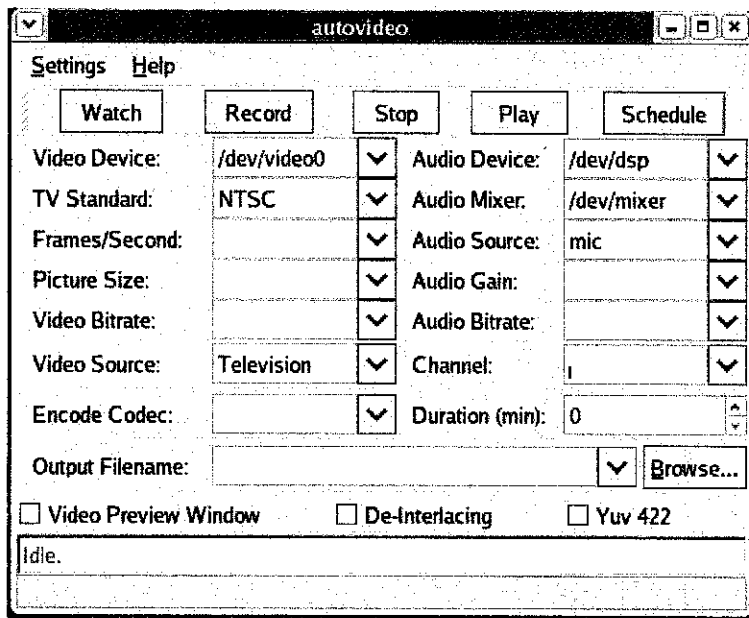 autovideo
Settings Help
Watch Record Stop Play Schedule
Video Device: /dev/video0 Audio Device: /dev/dsp
TV Standard: NTSC Audio Mixer: /dev/mixer
Frames/Second: Audio Source: mic
Picture Size: Audio Gain:
Video Bitrate: Audio Bitrate:
Video Source: Television Channel:
Encode Codec: Duration (min): 0
Output Filename: Browse...
Video Preview Window De-Interlacing Yuv 422
Idle.